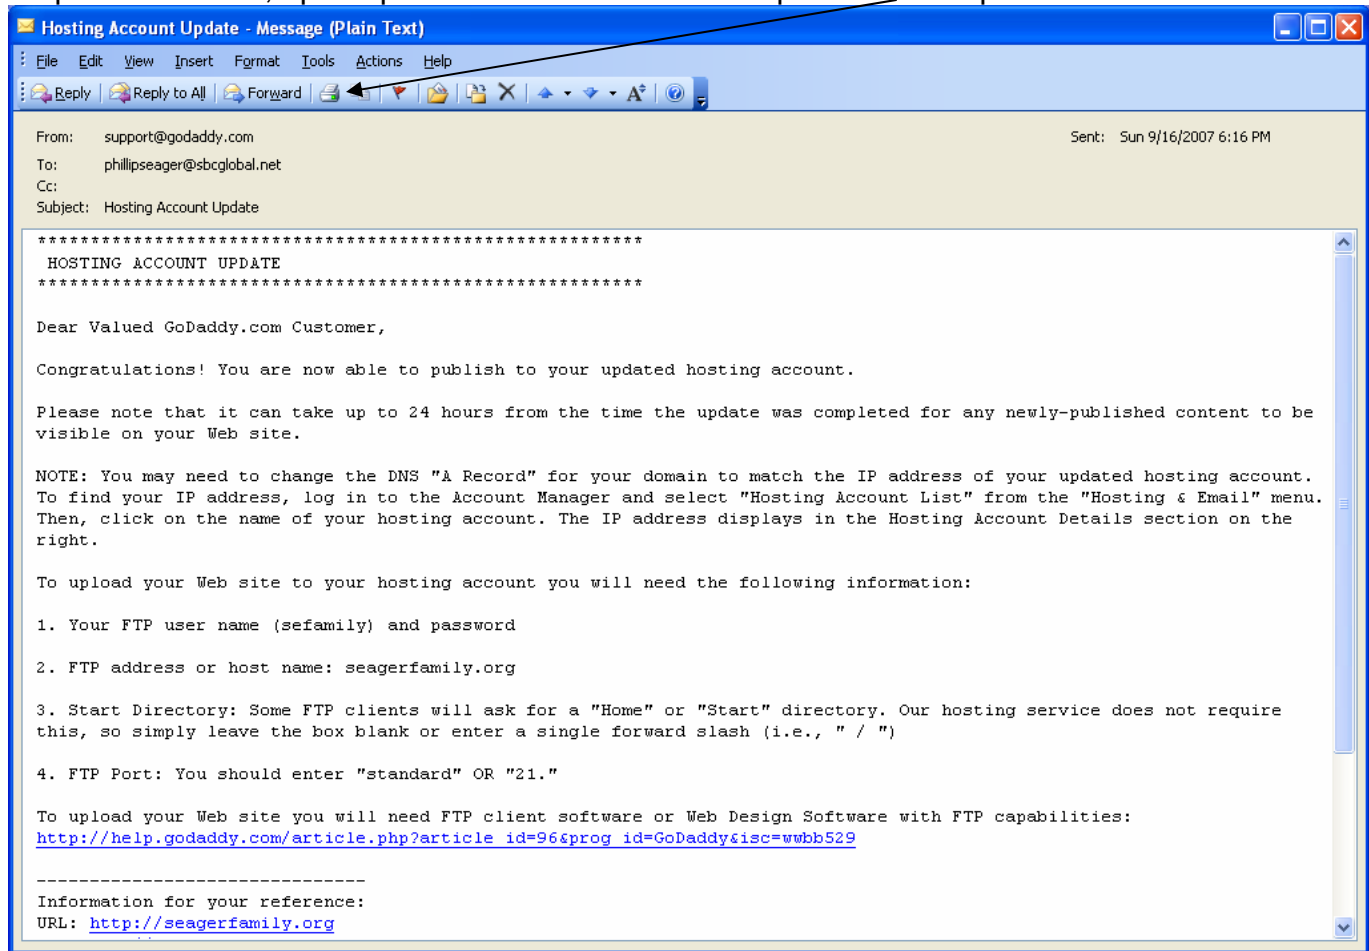 Hosting Account Update - Message (Plain Text)
File Edit View Insert Format Tools Actions Help
Reply Reply to All Forward
From: support@godaddy.com Sent: Sun 9/16/2007 6:16 PM
To: phillipseager@sbcglobal.net
Cc:
Subject: Hosting Account Update
*********************************************************
HOSTING ACCOUNT UPDATE
*********************************************************
Dear Valued GoDaddy.com Customer,
Congratulations! You are now able to publish to your updated hosting account.
Please note that it can take up to 24 hours from the time the update was completed for any newly-published content to be
visible on your Web site.
NOTE: You may need to change the DNS "A Record" for your domain to match the IP address of your updated hosting account.
To find your IP address, log in to the Account Manager and select "Hosting Account List" from the "Hosting & Email" menu.
Then, click on the name of your hosting account. The IP address displays in the Hosting Account Details section on the
right.
To upload your Web site to your hosting account you will need the following information:
1. Your FTP user name (sefamily) and password
2. FTP address or host name: seagerfamily.org
3. Start Directory: Some FTP clients will ask for a "Home" or "Start" directory. Our hosting service does not require
this, so simply leave the box blank or enter a single forward slash (i.e., " / ")
4. FTP Port: You should enter "standard" OR "21."
To upload your Web site you will need FTP client software or Web Design Software with FTP capabilities:
http://help.godaddy.com/article.php?article_id=96&prog_id=GoDaddy&isc=wwbb529
-------------------------------
Information for your reference:
URL: http://seagerfamily.org